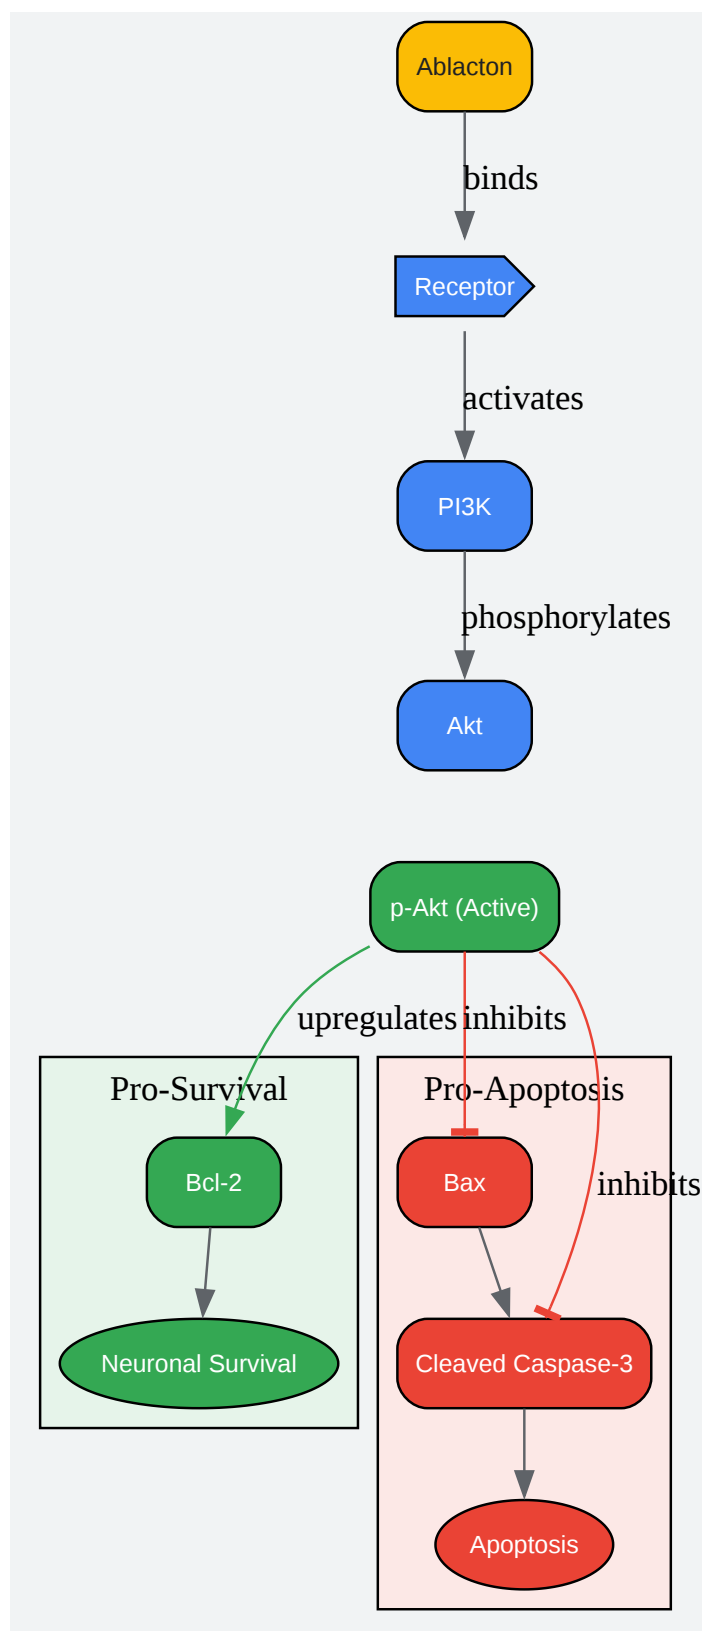 Ablacton
binds
Receptor
activates
PI3K
phosphorylates
Akt
p-Akt (Active)
upregulates
inhibits
Pro-Survival
Pro-Apoptosis
Bcl-2
Bax
inhibits
Neuronal Survival
Cleaved Caspase-3
Apoptosis